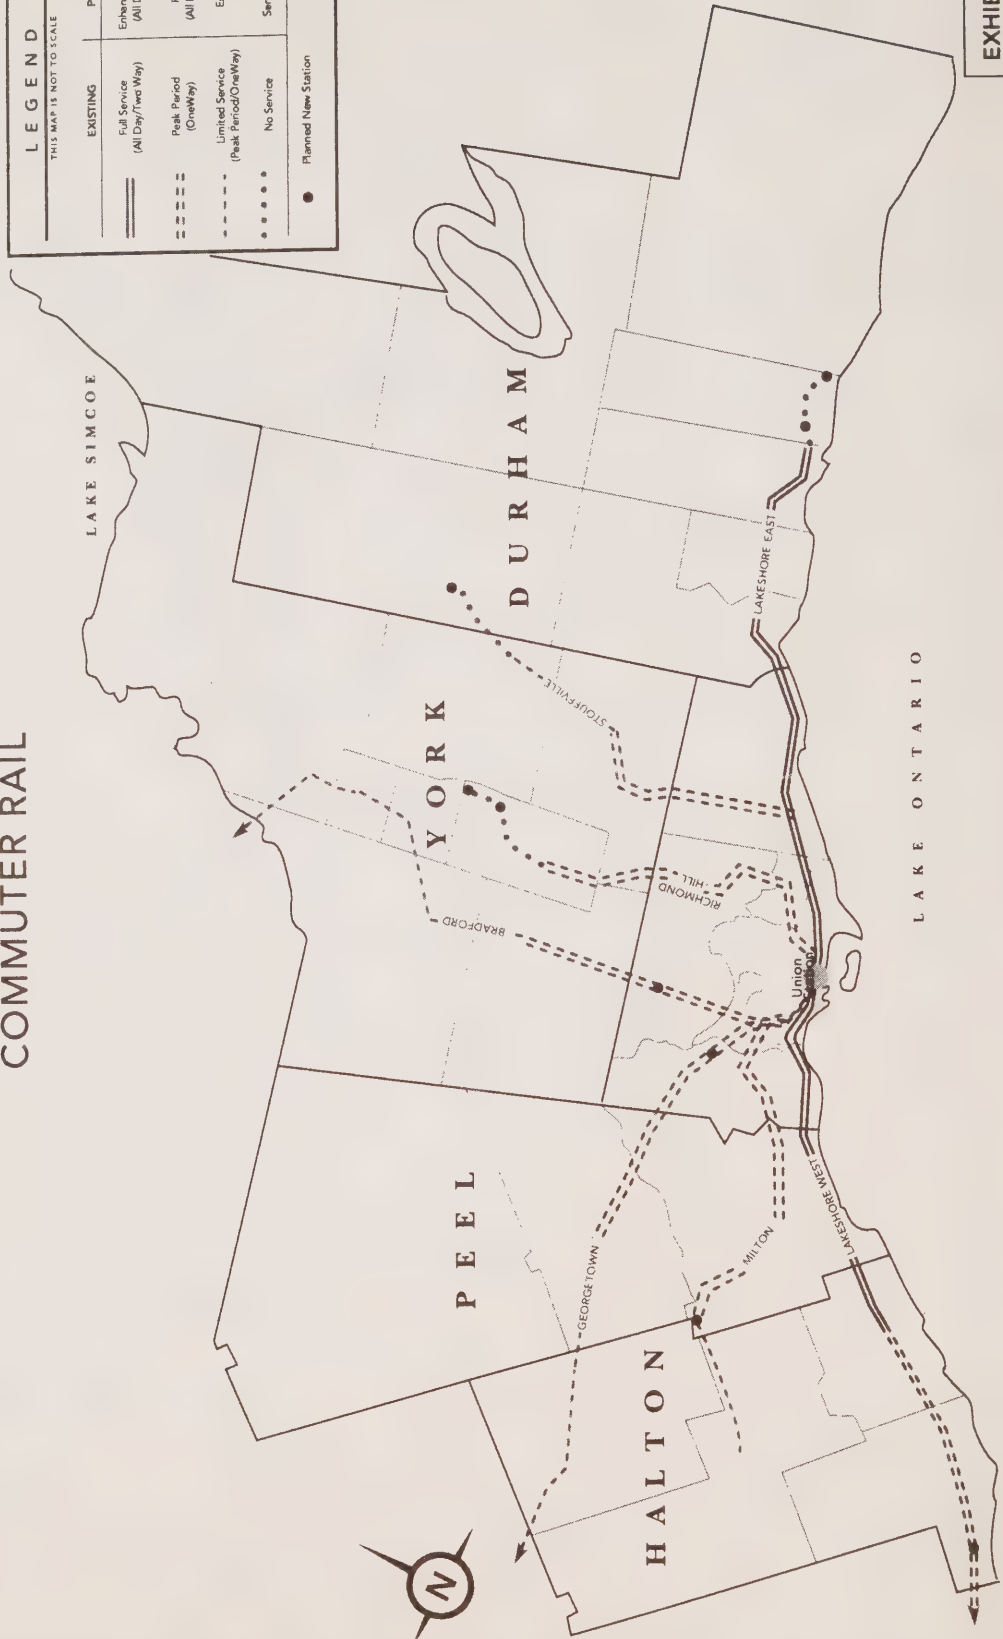 COMMUTER RAIL
LEGEND
THIS MAP IS NOT TO SCALE
EXISTING
Full Service
(All Day/Two Way)
Peak Period
(OneWay)
Limited Service
(Peak Period/OneWay)
No Service
Planned New Station
LAKE SIMCOE
DURHAM
YORK
PEEL
HALTON
STOUFFVILLE
LAKESHORE EAST
RICHMOND
HILL
BRADFORD
Union
GEORGETOWN
MILTON
LAKESHORE WEST
LAKE ONTARIO
N